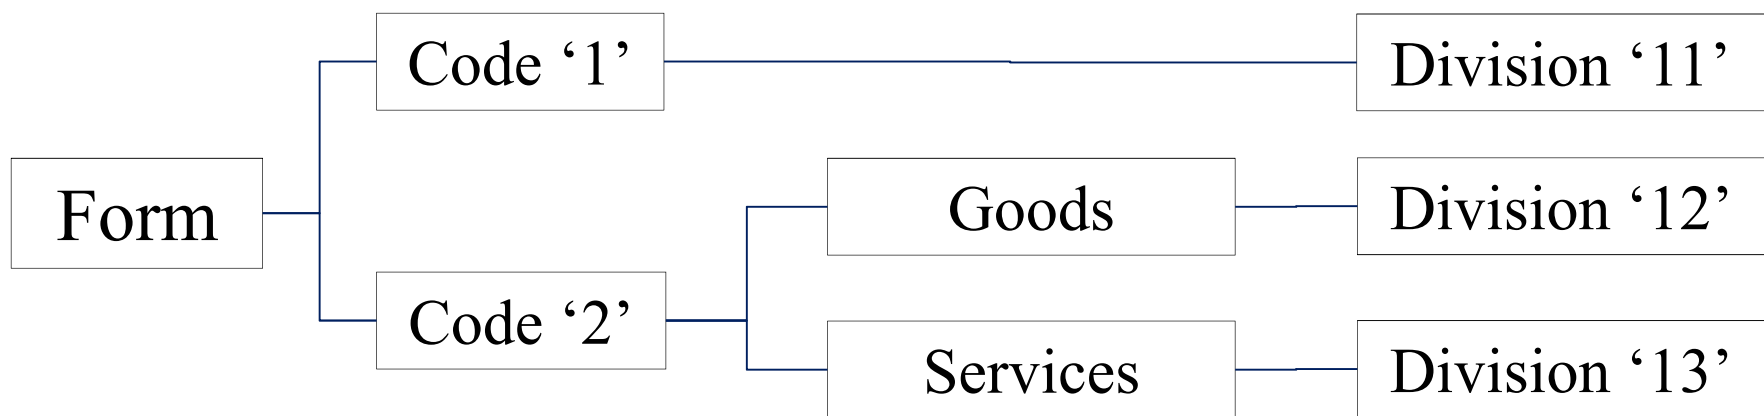 Code ‘1’
Division ‘11’
Form
Goods
Division ‘12’
Code ‘2’
Services
Division ‘13’